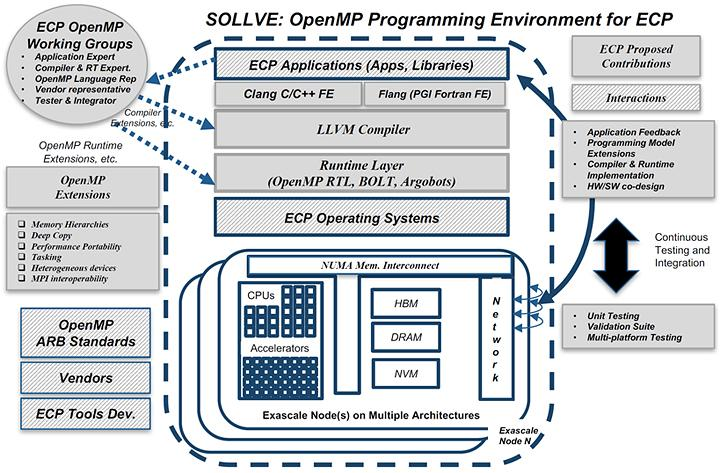 SOLLVE: OpenMP Programming Environment for ECP
ECP OpenMP
Working Groups
• Application Expert
• Compiler & RT Expert.
• OpenMP Language Rep
• Vendor representative
• Tester & Integrator
Compiler
Extensions, etc.
OpenMP Runtime
Extensions, etc.
OpenMP
Extensions
❑ Memory Hierarchies
❑ Deep Copy
❑ Performance Portability
❑ Tasking
❑ Heterogeneous devices
❑ MPI interoperability
OpenMP
ARB Standards
Vendors
ECP Tools Dev.
ECP Applications (Apps, Libraries)
Clang C/C++ FE
Flang (PGI Fortran FE)
LLVM Compiler
Runtime Layer
(OpenMP RTL, BOLT, Argobots)
ECP Operating Systems
NUMA Mem. Interconnect
CPUs
Accelerators
HBM
DRAM
NVM
Network
Exascale Node(s) on Multiple Architectures
Exascale
Node N
ECP Proposed
Contributions
Interactions
• Application Feedback
• Programming Model
Extensions
• Compiler & Runtime
Implementation
• HW/SW co-design
Continuous
Testing and
Integration
• Unit Testing
• Validation Suite
• Multi-platform Testing